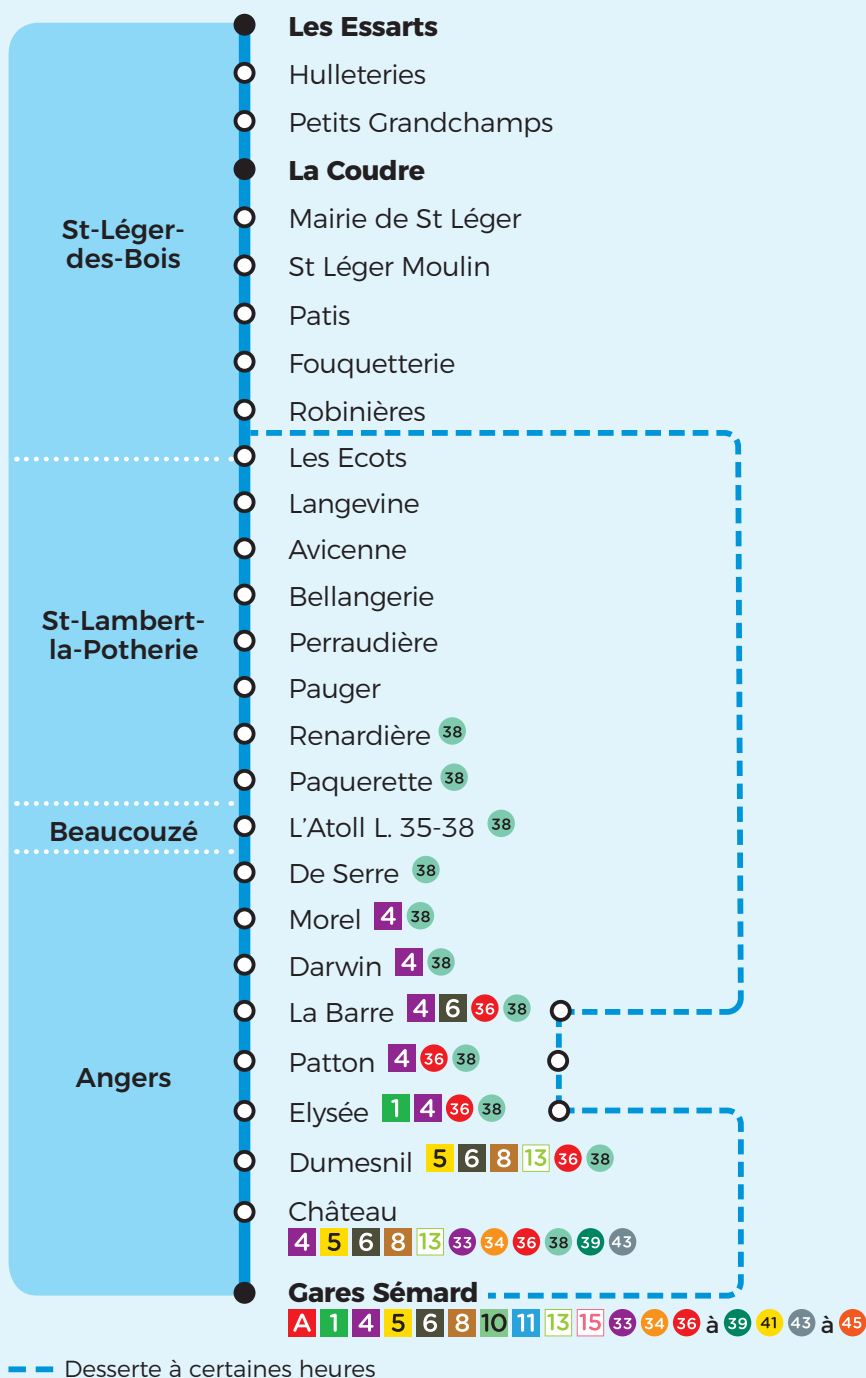 Les Essarts
Hulleteries
Petits Grandchamps
La Coudre
St-Léger-
des-Bois
Mairie de St Léger
St Léger Moulin
Patis
Fouquetterie
Robinières
Les Ecots
Langevine
Avicenne
Bellangerie
St-Lambert-
la-Potherie
Perraudière
Pauger
Renardière 38
Paquerette 38
Beaucouzé
L'Atoll L. 35-38 38
De Serre 38
Morel 4 38
Darwin 4 38
La Barre 4 6 36 38
Angers
Patton 4 36 38
Elysée 1 4 36 38
Dumesnil 5 6 8 13 36 38
Château
4 5 6 8 13 33 34 36 38 39 43
Gares Sémard
A 1 4 5 6 8 10 11 13 15 33 34 36 à 39 41 43 à 45
Desserte à certaines heures